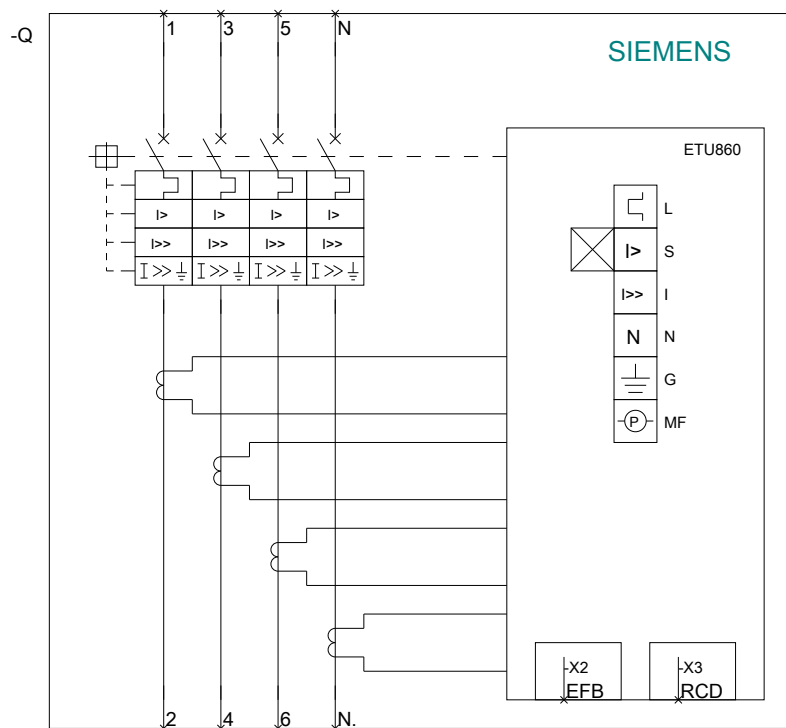 -Q
1 3 5 N
SIEMENS
ETU860
L
I> I> I> I> I> S
I>> I>> I>> I>> I>> I
I >> I >> I >> I >>
N N
G
P MF
-X2 -X3
EFB RCD
2 4 6 N.